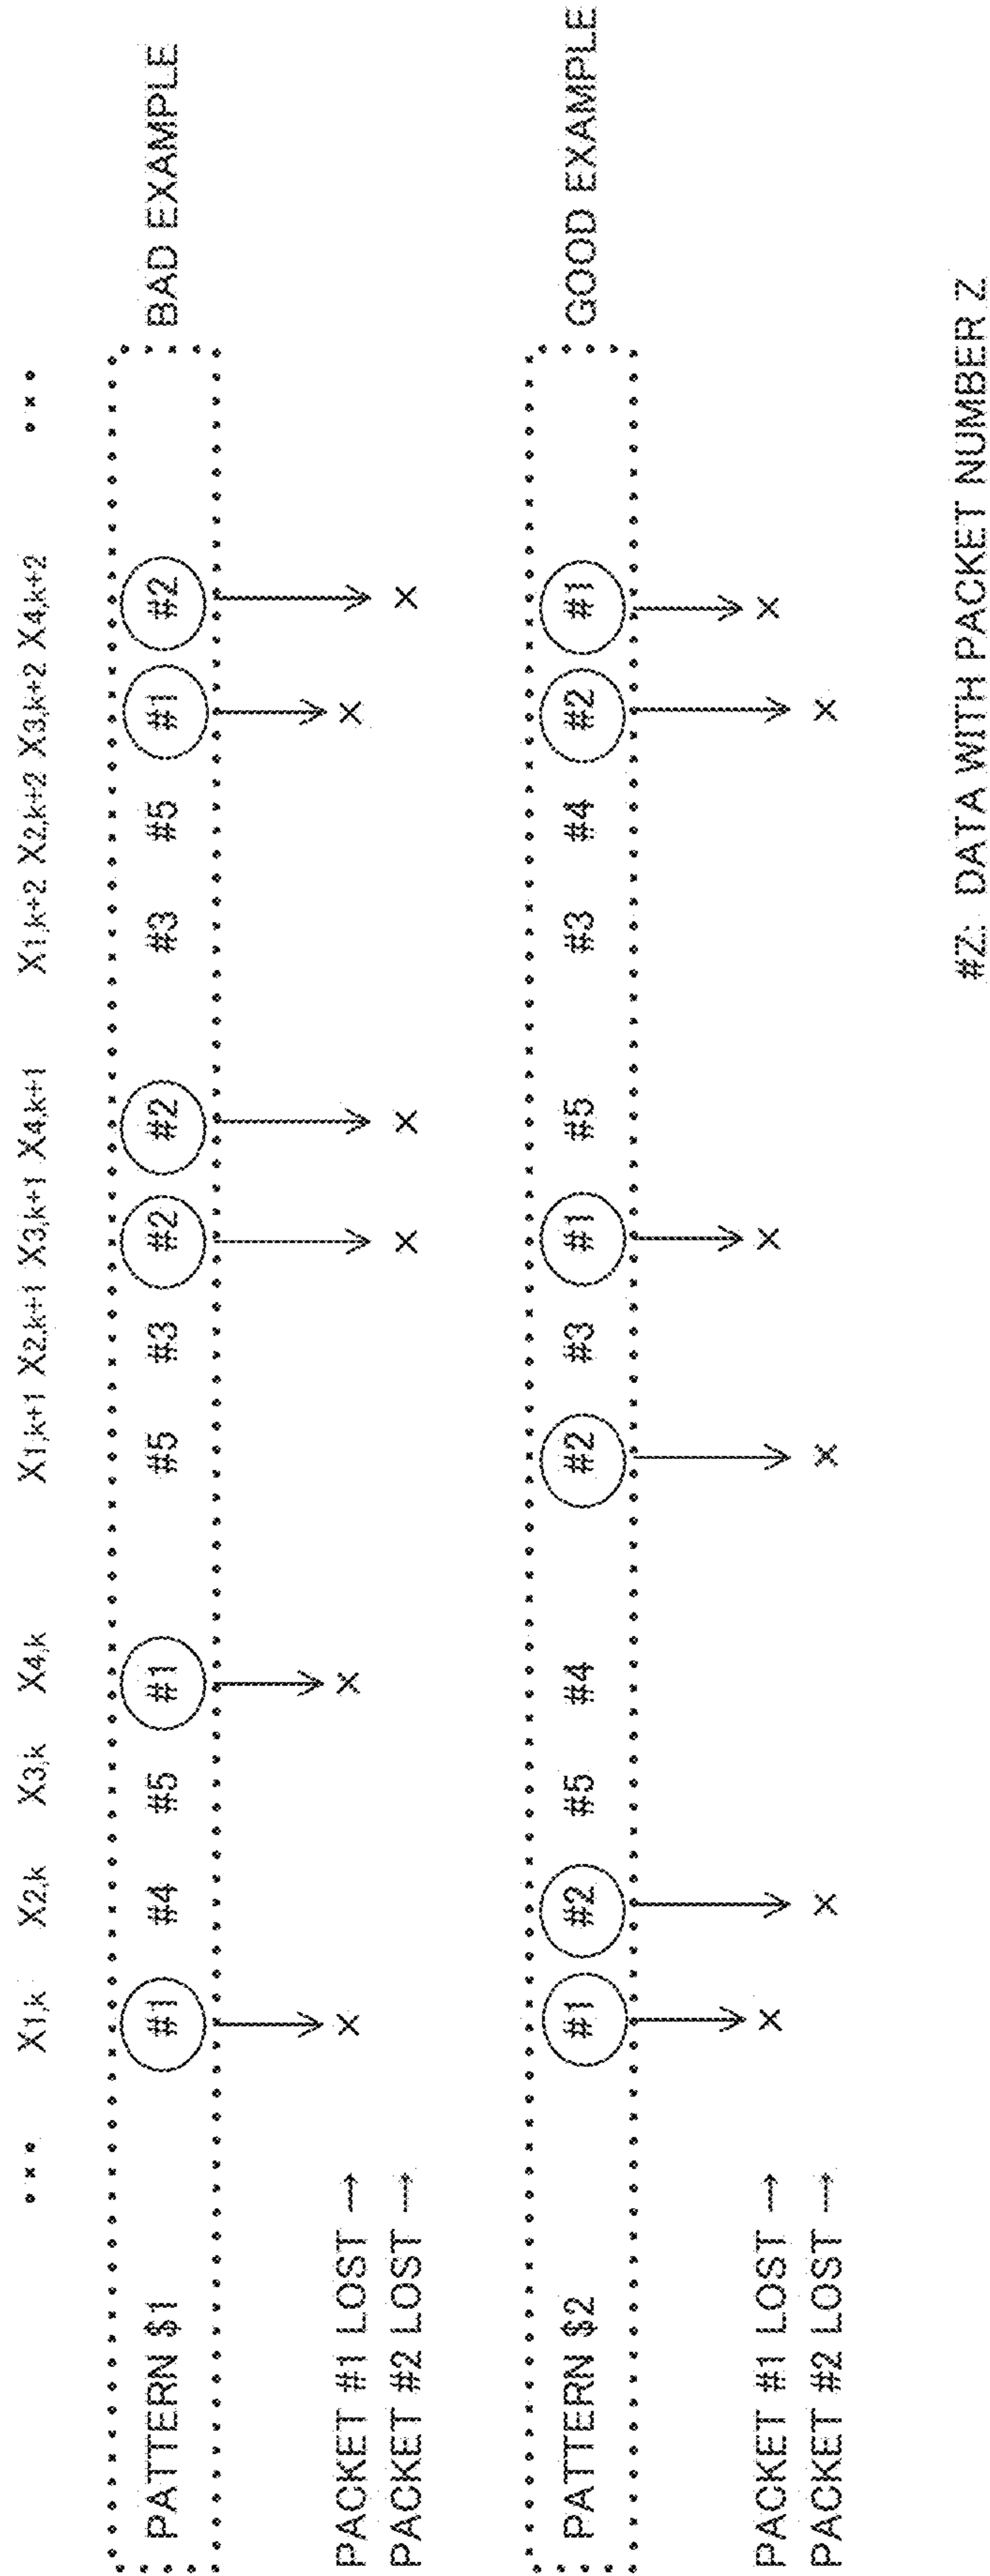 ••• X1,k X2,k X3,k X4,k X1,k+1 X2,k+1 X3,k+1 X4,k+1 X1,k+2 X2,k+2 X3,k+2 X4,k+2 •••
PATTERN $1 #1 #4 #5 #1 #5 #3 #2 #2 #3 #5 #1 #2 BAD EXAMPLE
PACKET #1 LOST → × × ×
PACKET #2 LOST → × × ×
PATTERN $2 #1 #2 #5 #4 #2 #3 #1 #5 #3 #4 #2 #1 GOOD EXAMPLE
PACKET #1 LOST → × × ×
PACKET #2 LOST → × × ×
#Z: DATA WITH PACKET NUMBER Z